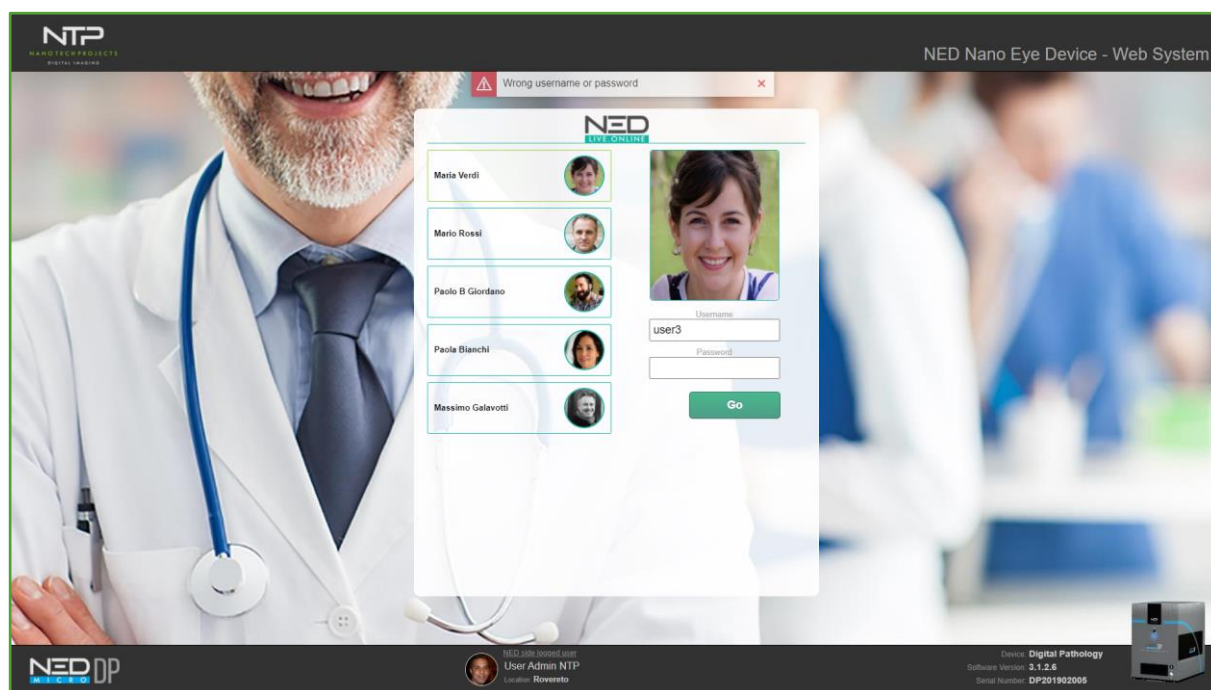 NTP
NANOTECHPROJECTS
DIGITAL IMAGING
NED Nano Eye Device - Web System
Wrong username or password
NED
LIVE ONLINE
Maria Verdi
Mario Rossi
Paolo B Giordano
Paola Bianchi
Massimo Galavotti
Username
user3
Password
Go
NED DP
MICRO
NED side logged user
User Admin NTP
Location Rovereto
Device: Digital Pathology
Software Version: 3.1.2.6
Serial Number: DP201902005